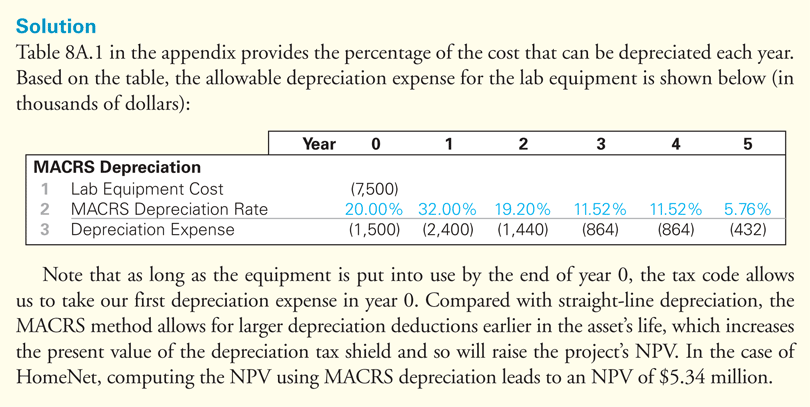 Solution
Table 8A.1 in the appendix provides the percentage of the cost that can be depreciated each year.
Based on the table, the allowable depreciation expense for the lab equipment is shown below (in
thousands of dollars):
Year 0 1 2 3 4 5
MACRS Depreciation
1 Lab Equipment Cost (7,500)
2 MACRS Depreciation Rate 20.00% 32.00% 19.20% 11.52% 11.52% 5.76%
3 Depreciation Expense (1,500) (2,400) (1,440) (864) (864) (432)
Note that as long as the equipment is put into use by the end of year 0, the tax code allows
us to take our first depreciation expense in year 0. Compared with straight-line depreciation, the
MACRS method allows for larger depreciation deductions earlier in the asset’s life, which increases
the present value of the depreciation tax shield and so will raise the project’s NPV. In the case of
HomeNet, computing the NPV using MACRS depreciation leads to an NPV of $5.34 million.